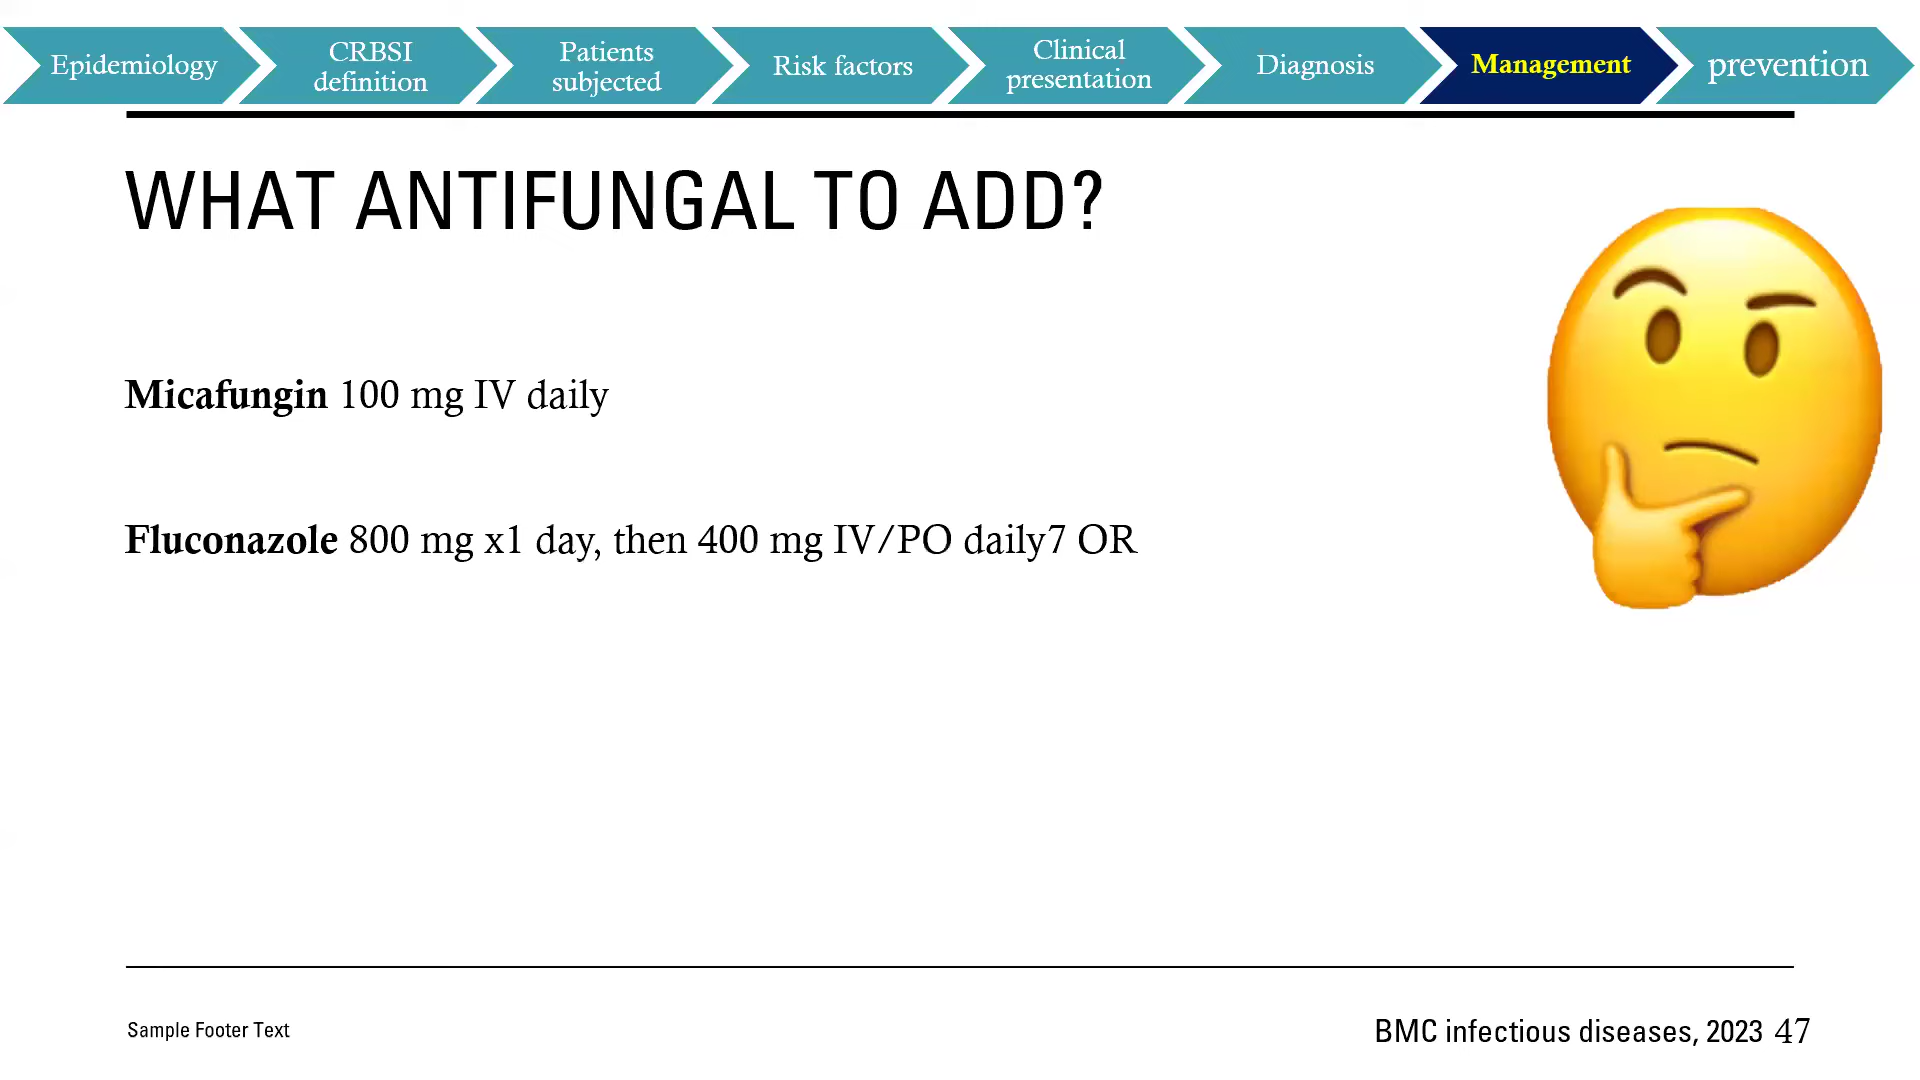 Epidemiology
CRBSI
definition
Patients
subjected
Risk factors
Clinical
presentation
Diagnosis
Management
prevention
WHAT ANTIFUNGAL TO ADD?
Micafungin 100 mg IV daily
Fluconazole 800 mg x1 day, then 400 mg IV/PO daily7 OR
Sample Footer Text
BMC infectious diseases, 2023 47